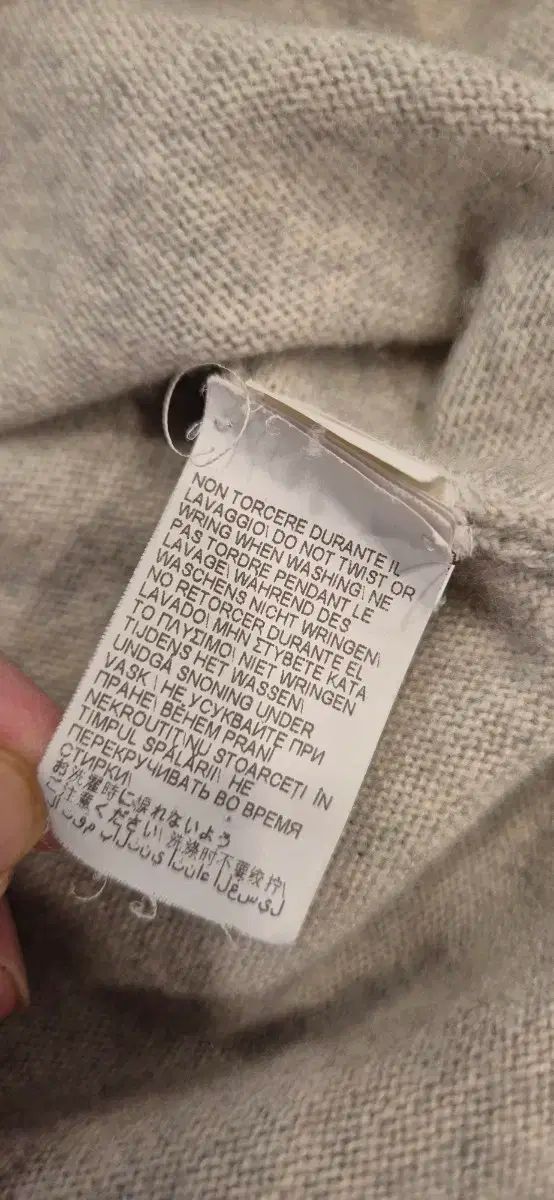 NON TORCERE DURANTE IL
LAVAGGIO\ DO NOT TWIST OR
WRING WHEN WASHING\ NE
PAS TORDRE PENDANT LE
LAVAGE\ WÄHREND DES
WASCHENS NICHT WRINGEN\
NO RETORCER DURANTE EL
LAVADO\ ΜΗΝ ΣΤΥΒΕΤΕ ΚΑΤΑ
ΤΟ ΠΛΥΣΙΜΟ\ NIET WRINGEN
TIJDENS HET WASSEN\
UNDGÅ SNONING UNDER
VASK \ НЕ УСУКВАЙТЕ ПРИ
ПРАНЕ\ BĚHEM PRANÍ
NEKROUTIT\ NU STOARCEȚI ÎN
TIMPUL SPĂLĂRII\ НЕ
ПЕРЕКРУЧИВАТЬ ВО ВРЕМЯ
СТИРКИ\
お洗濯時に捩れないよう
ご注意ください\ 洗涤时不要绞拧\